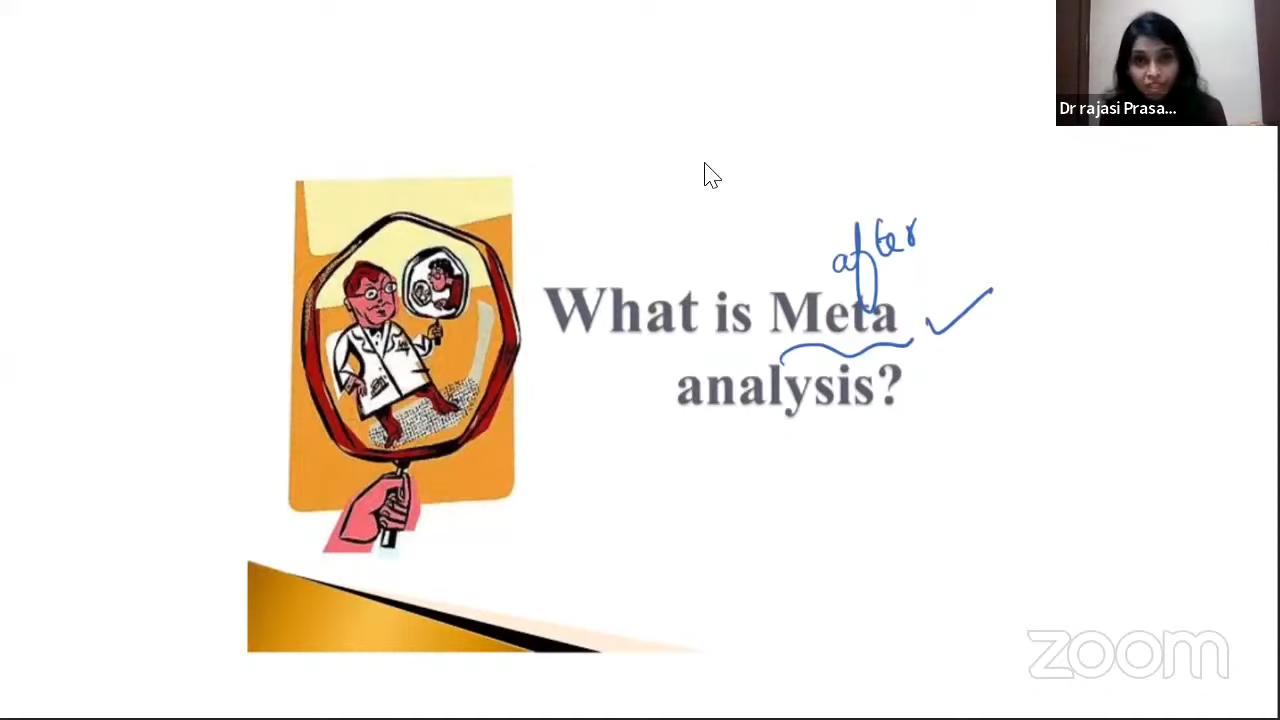 Dr rajasi Prasa...
after
What is Meta
analysis?
zoom